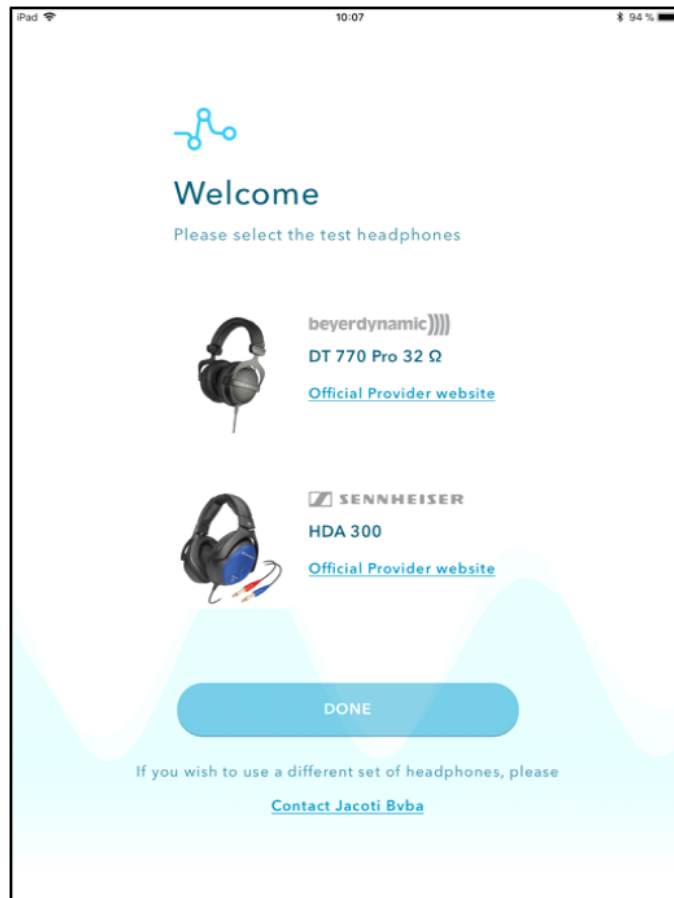 iPad 10:07 94 %
Welcome
Please select the test headphones
beyerdynamic))))
DT 770 Pro 32 Ω
Official Provider website
SENNHEISER
HDA 300
Official Provider website
DONE
If you wish to use a different set of headphones, please
Contact Jacoti Bvba